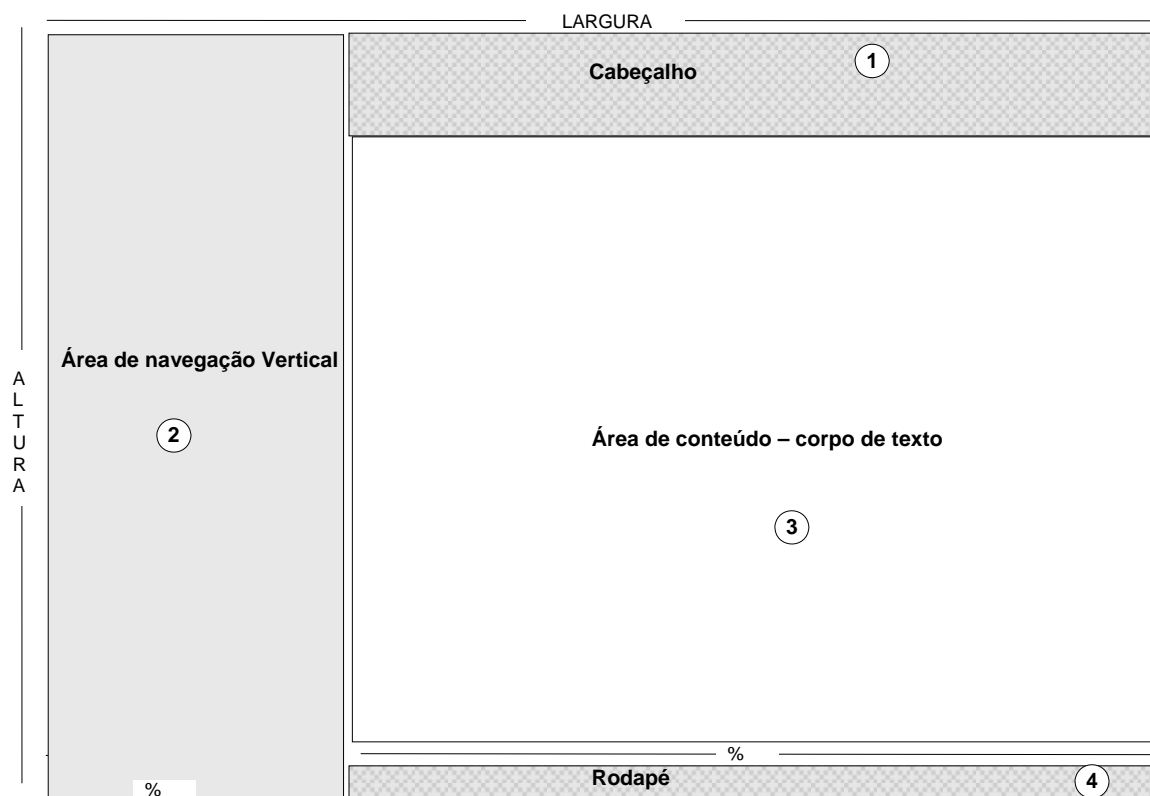 LARGURA
Cabeçalho
1
Área de navegação Vertical
A
L
T
U
R
A
2
Área de conteúdo – corpo de texto
3
%
Rodapé
4
%